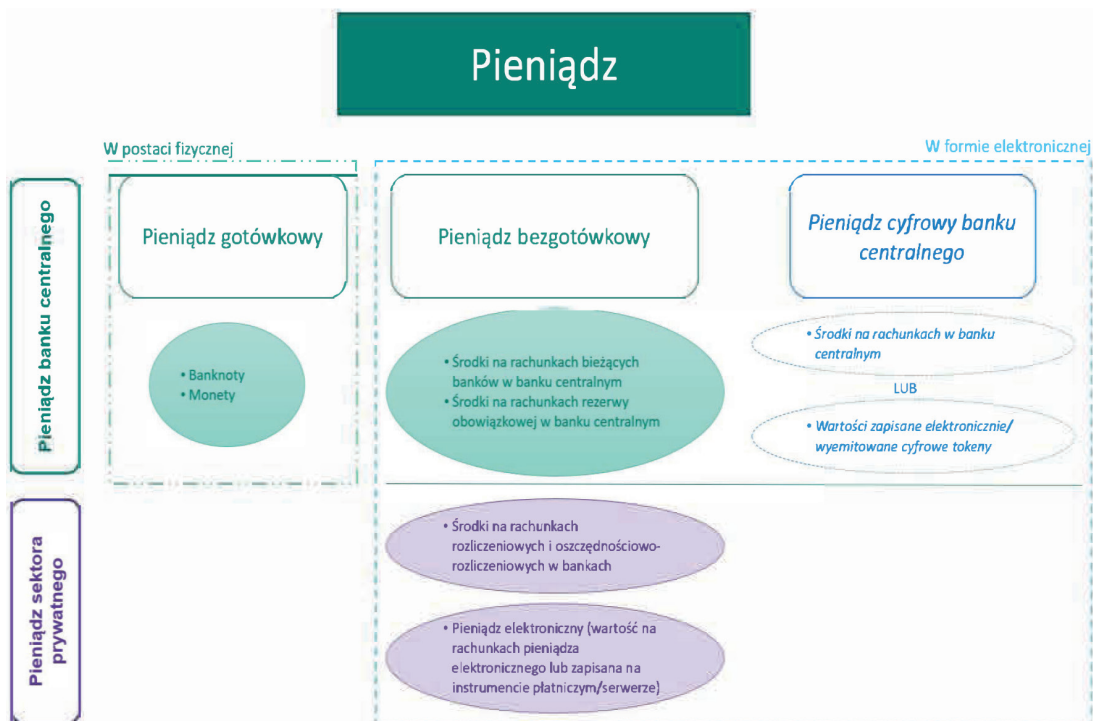 Pieniądz
W postaci fizycznej
W formie elektronicznej
Pieniądz banku centralnego
Pieniądz gotówkowy
Pieniądz bezgotówkowy
Pieniądz cyfrowy banku
centralnego
• Banknoty
• Monety
• Środki na rachunkach bieżących
banków w banku centralnym
• Środki na rachunkach rezerwy
obowiązkowej w banku centralnym
• Środki na rachunkach w banku
centralnym
LUB
• Wartości zapisane elektronicznie/
wyemitowane cyfrowe tokeny
Pieniądz sektora
prywatnego
• Środki na rachunkach
rozliczeniowych i oszczędnościowo-
rozliczeniowych w bankach
• Pieniądz elektroniczny (wartość na
rachunkach pieniądza
elektronicznego lub zapisana na
instrumencie płatniczym/serwerze)